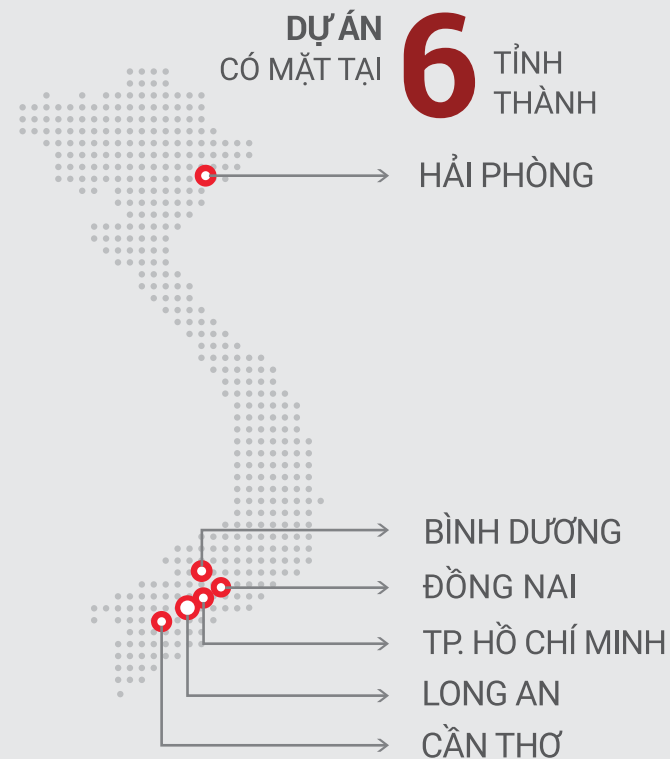 DỰ ÁN
CÓ MẶT TẠI
6
TỈNH
THÀNH
HẢI PHÒNG
BÌNH DƯƠNG
ĐỒNG NAI
TP. HỒ CHÍ MINH
LONG AN
CẦN THƠ